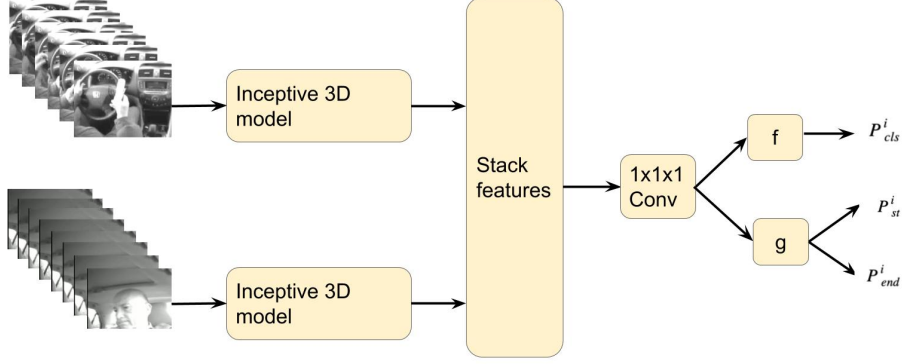 Inceptive 3D
model
Stack
features
1x1x1
Conv
f
g
P^i_cls
P^i_st
P^i_end
Inceptive 3D
model